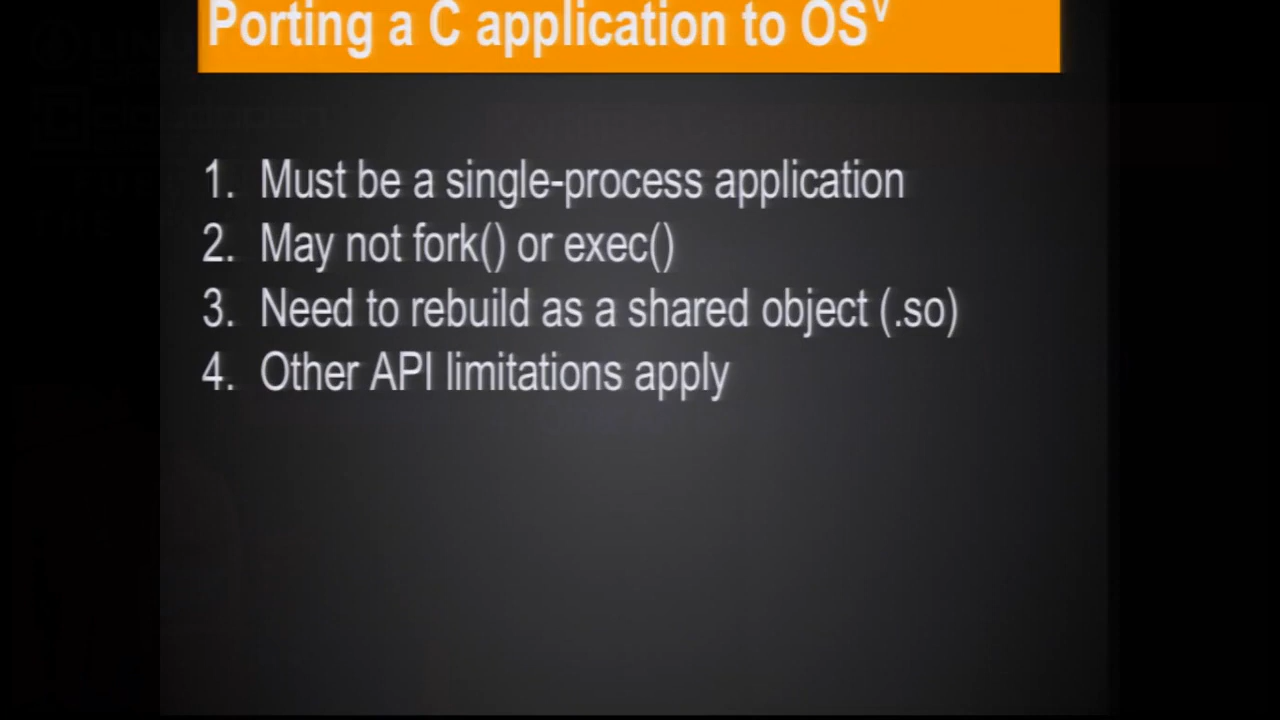 Porting a C application to OSv
1. Must be a single-process application
2. May not fork() or exec()
3. Need to rebuild as a shared object (.so)
4. Other API limitations apply